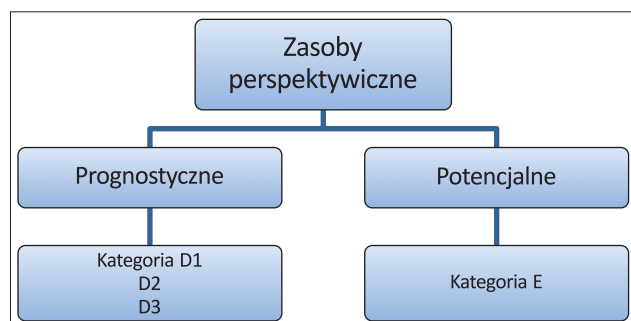 Zasoby
perspektywiczne
Prognostyczne
Potencjalne
Kategoria D1
D2
D3
Kategoria E